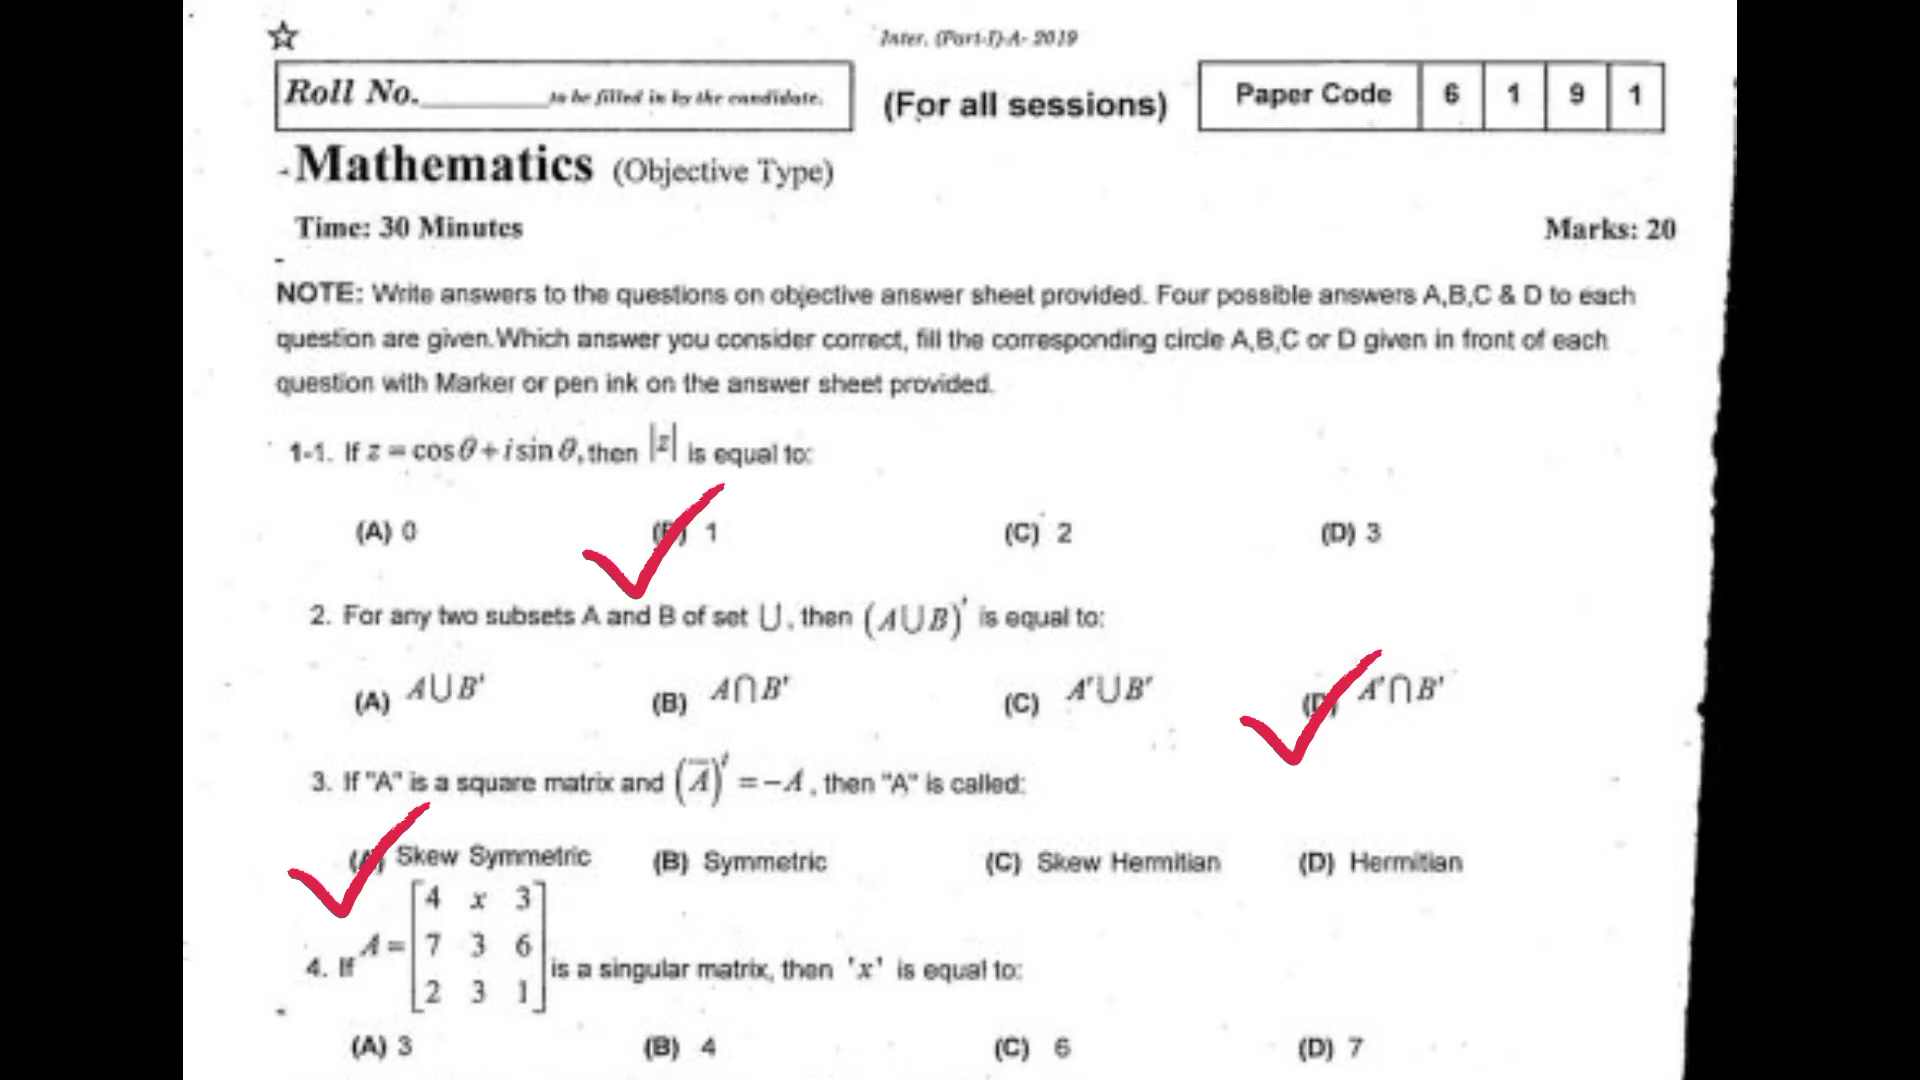 Inter. (Part-I)-A- 2019
Roll No.________to be filled in by the candidate.
(For all sessions)
Paper Code 6 1 9 1
Mathematics (Objective Type)
Time: 30 Minutes
Marks: 20
NOTE: Write answers to the questions on objective answer sheet provided. Four possible answers A,B,C & D to each
question are given.Which answer you consider correct, fill the corresponding circle A,B,C or D given in front of each
question with Marker or pen ink on the answer sheet provided.
1-1. If z = cos θ + i sin θ, then |z| is equal to:
(A) 0 (B) 1 (C) 2 (D) 3
2. For any two subsets A and B of set ∪, then (A∪B)′ is equal to:
(A) A∪B′ (B) A∩B′ (C) A′∪B′ (D) A′∩B′
3. If "A" is a square matrix and (A̅)ᵗ = −A, then "A" is called:
(A) Skew Symmetric (B) Symmetric (C) Skew Hermitian (D) Hermitian
4. If A = [4 x 3
7 3 6
2 3 1] is a singular matrix, then 'x' is equal to:
(A) 3 (B) 4 (C) 6 (D) 7